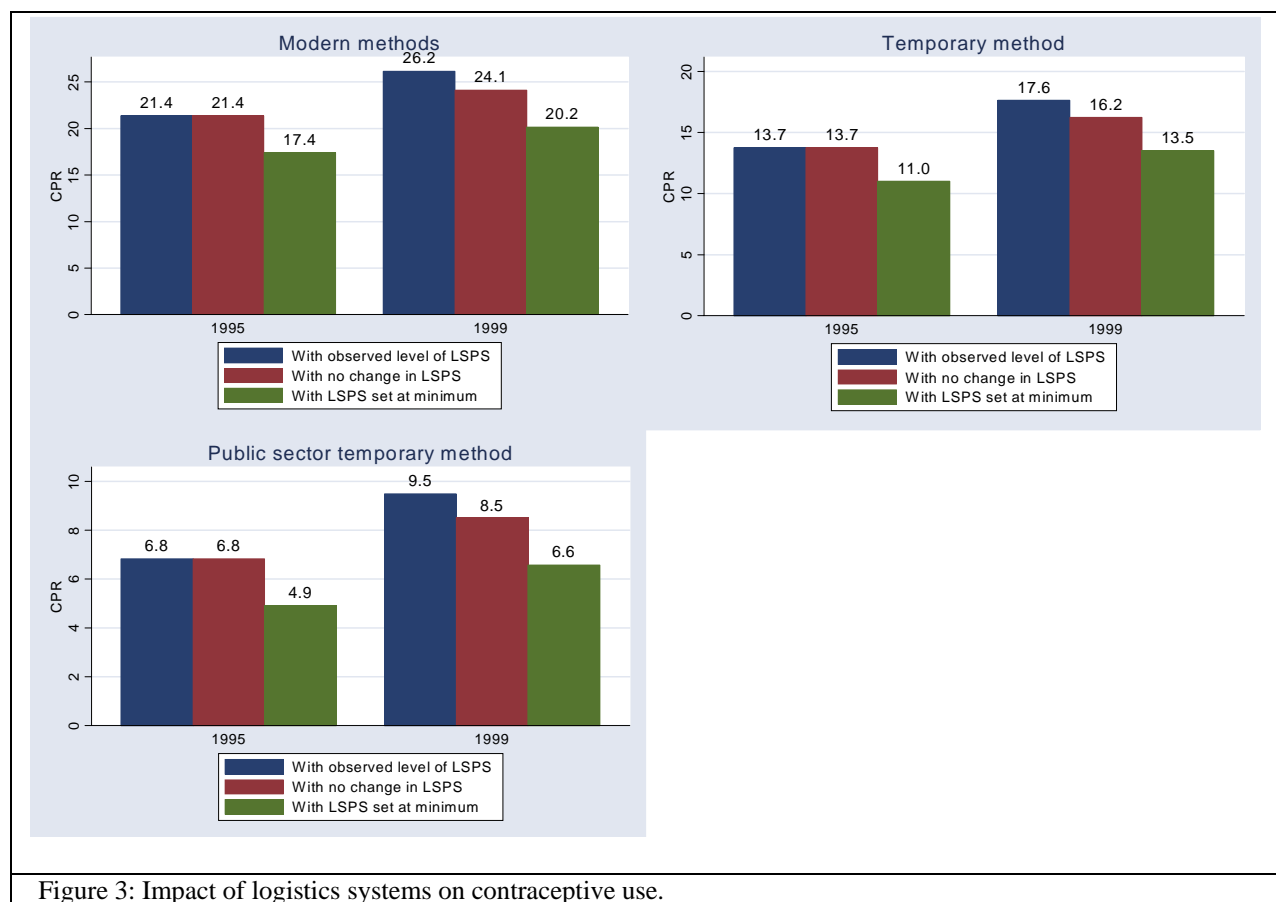 Modern methods
CPR
0
5
10
15
20
25
21.4
21.4
17.4
26.2
24.1
20.2
1995
1999
With observed level of LSPS
With no change in LSPS
With LSPS set at minimum
Temporary method
CPR
0
5
10
15
20
13.7
13.7
11.0
17.6
16.2
13.5
1995
1999
With observed level of LSPS
With no change in LSPS
With LSPS set at minimum
Public sector temporary method
CPR
0
2
4
6
8
10
6.8
6.8
4.9
9.5
8.5
6.6
1995
1999
With observed level of LSPS
With no change in LSPS
With LSPS set at minimum
Figure 3: Impact of logistics systems on contraceptive use.